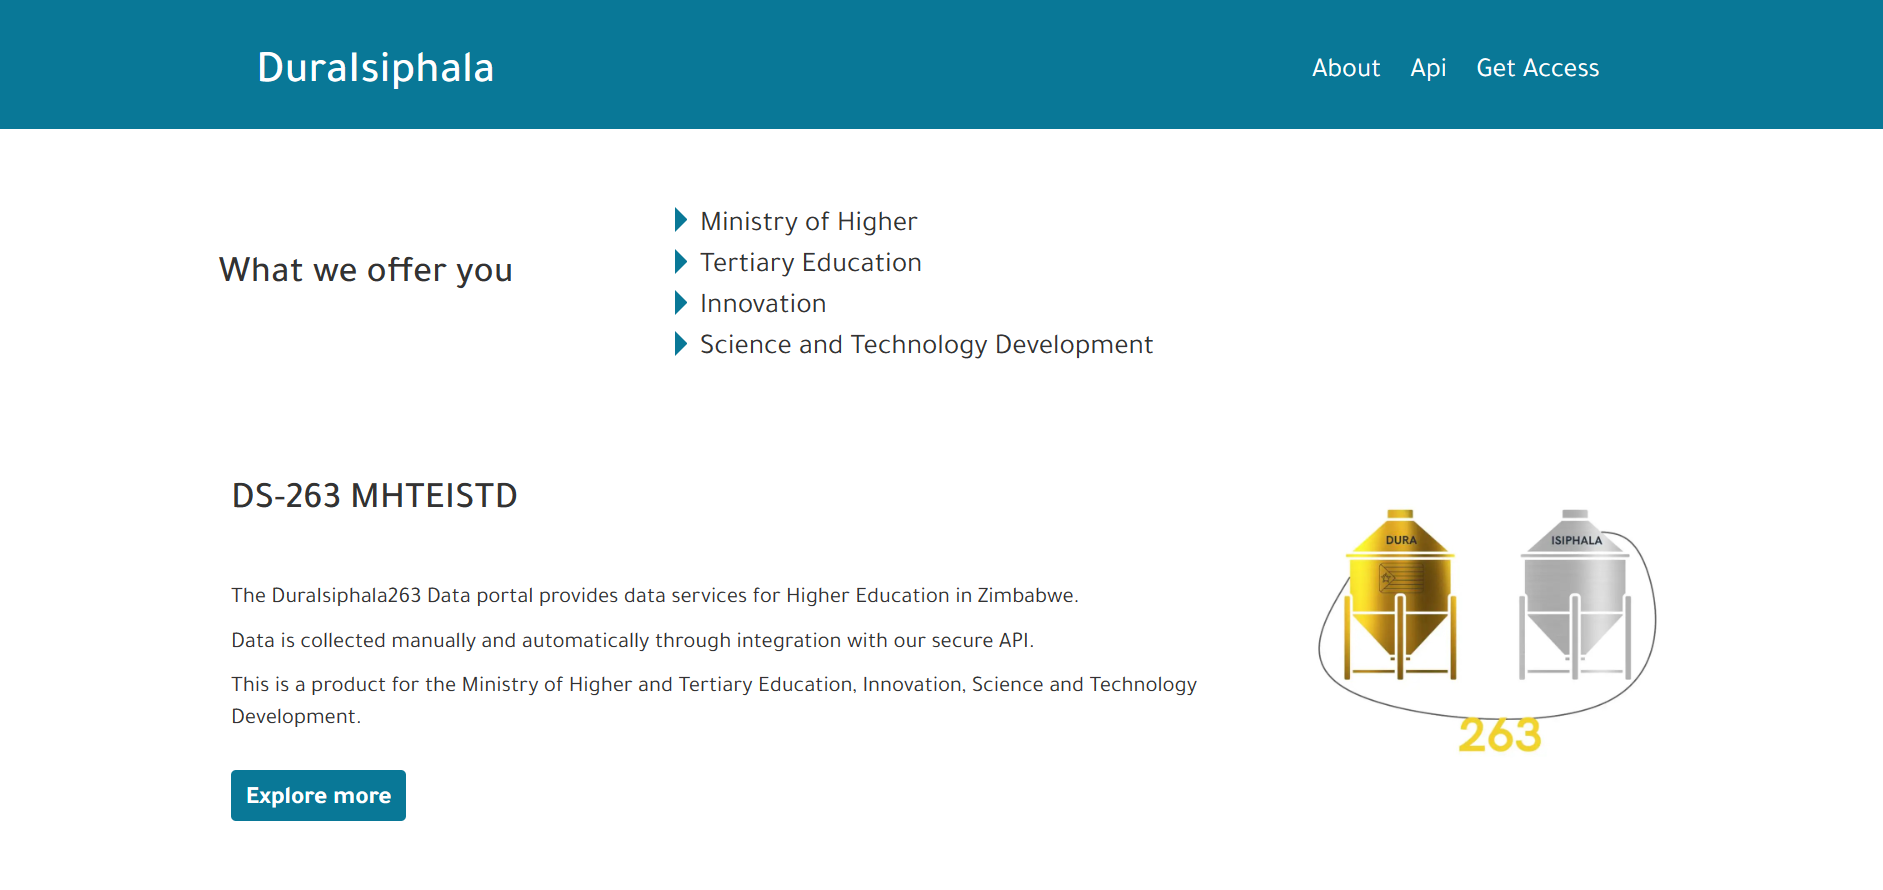 DuraIsiphala
About Api Get Access
What we offer you
Ministry of Higher
Tertiary Education
Innovation
Science and Technology Development
DS-263 MHTEISTD
The DuraIsiphala263 Data portal provides data services for Higher Education in Zimbabwe.
Data is collected manually and automatically through integration with our secure API.
This is a product for the Ministry of Higher and Tertiary Education, Innovation, Science and Technology
Development.
Explore more
DURA
ISIPHALA
263